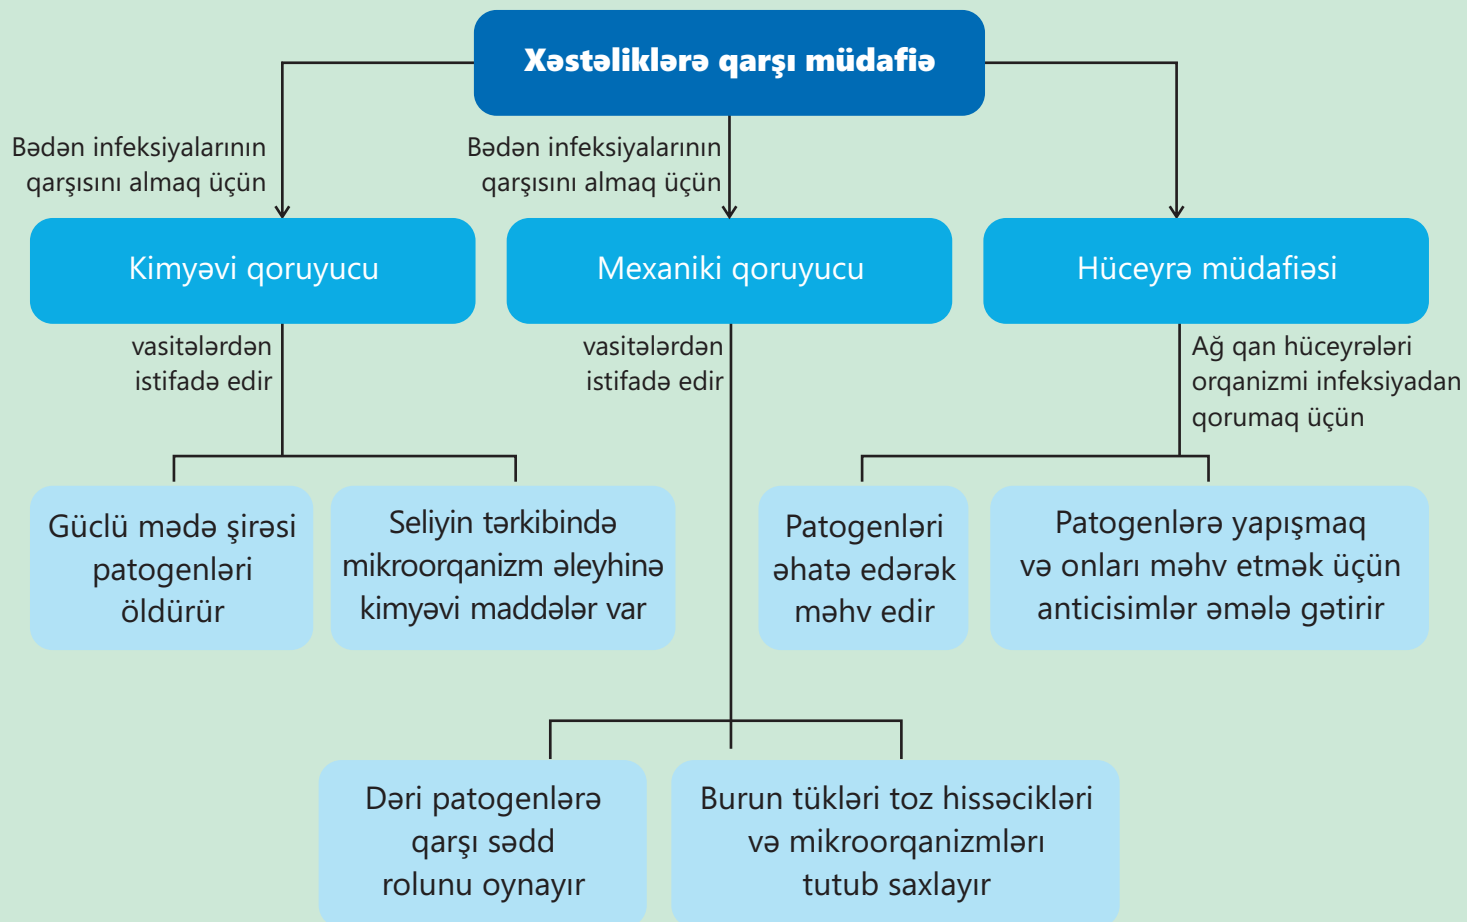 Xəstəliklərə qarşı müdafiə
Bədən infeksiyalarının
qarşısını almaq üçün
Bədən infeksiyalarının
qarşısını almaq üçün
Kimyəvi qoruyucu
Mexaniki qoruyucu
Hüceyrə müdafiəsi
vasitələrdən
istifadə edir
vasitələrdən
istifadə edir
Ağ qan hüceyrələri
orqanizmi infeksiyadan
qorumaq üçün
Güclü mədə şirəsi
patogenləri
öldürür
Seliyin tərkibində
mikroorqanizm əleyhinə
kimyəvi maddələr var
Patogenləri
əhatə edərək
məhv edir
Patogenlərə yapışmaq
və onları məhv etmək üçün
anticisimlər əmələ gətirir
Dəri patogenlərə
qarşı sədd
rolunu oynayır
Burun tükləri toz hissəcikləri
və mikroorqanizmləri
tutub saxlayır